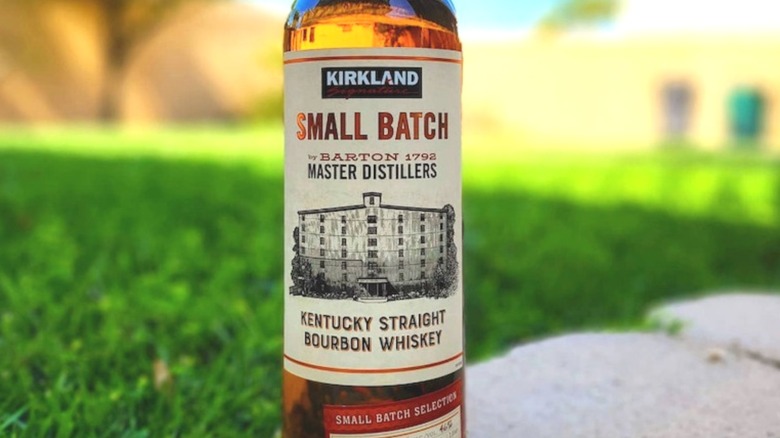 KIRKLAND
Signature
SMALL BATCH
by BARTON 1792
MASTER DISTILLERS
KENTUCKY STRAIGHT
BOURBON WHISKEY
SMALL BATCH SELECTION